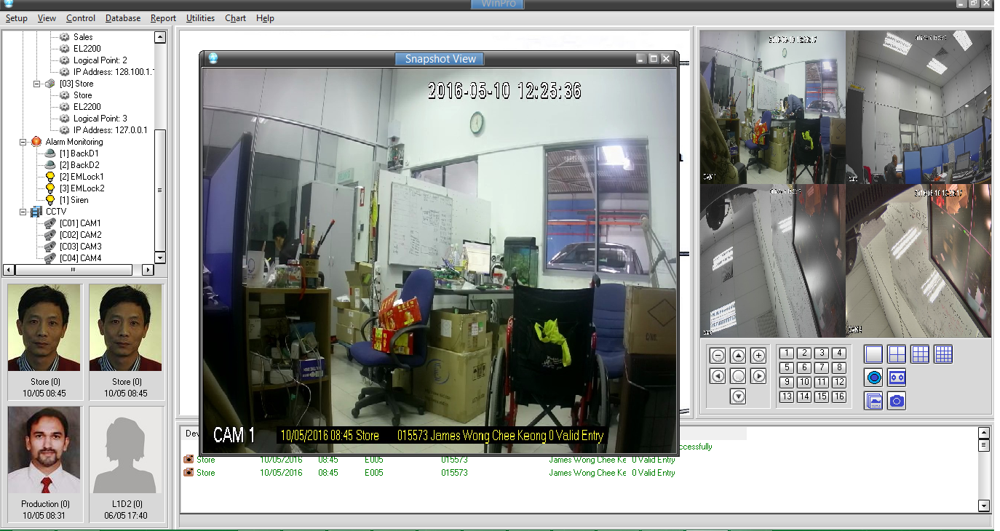 WinPro
Setup View Control Database Report Utilities Chart Help
Sales
EL2200
Logical Point: 2
IP Address: 128.100.1.
[03] Store
Store
EL2200
Logical Point: 3
IP Address: 127.0.0.1
Alarm Monitoring
[1] BackD1
[2] BackD2
[2] EMLock1
[3] EMLock2
[1] Siren
CCTV
[C01] CAM1
[C02] CAM2
[C03] CAM3
[C04] CAM4
Store (0)
10/05 08:45
Store (0)
10/05 08:45
Production (0)
10/05 08:31
L1D2 (0)
06/05 17:40
Snapshot View
2016-05-10 12:25:36
CAM 1
10/05/2016 08:45 Store 015573 James Wong Chee Keong 0 Valid Entry
1 2 3 4
5 6 7 8
9 10 11 12
13 14 15 16
Dev
ccessfully
Store 10/05/2016 08:45 E005 015573 James Wong Chee Ke 0 Valid Entry
Store 10/05/2016 08:45 E005 015573 James Wong Chee Ke 0 Valid Entry